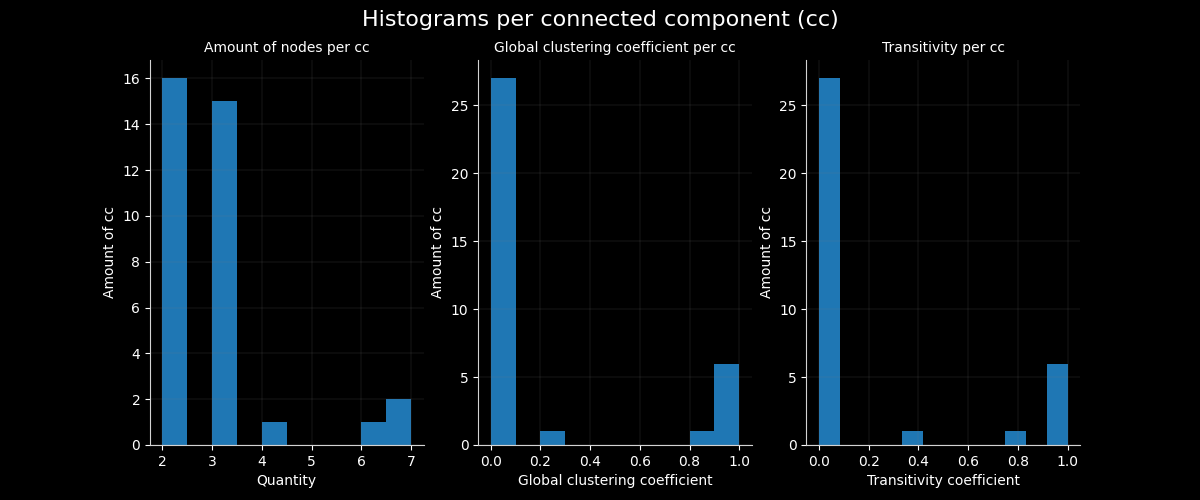 Histograms per connected component (cc)
Amount of nodes per cc
Amount of cc
16
14
12
10
8
6
4
2
0
2 3 4 5 6 7
Quantity
Global clustering coefficient per cc
Amount of cc
25
20
15
10
5
0
0.0 0.2 0.4 0.6 0.8 1.0
Global clustering coefficient
Transitivity per cc
Amount of cc
25
20
15
10
5
0
0.0 0.2 0.4 0.6 0.8 1.0
Transitivity coefficient